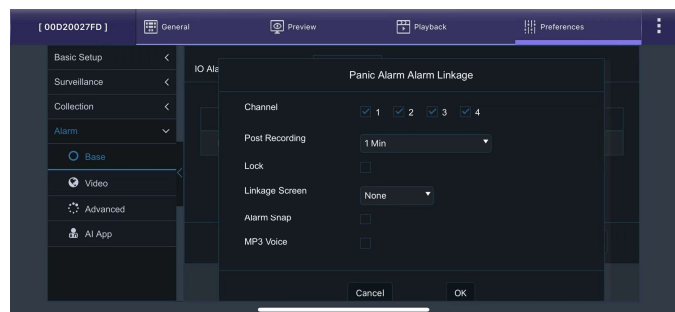 [ 00D20027FD ] General Preview Playback Preferences
Basic Setup
IO Ala
Panic Alarm Alarm Linkage
Surveillance
Collection
Channel 1 2 3 4
Alarm
Post Recording 1 Min
Base
Lock
Video
Linkage Screen None
Advanced
Alarm Snap
AI App
MP3 Voice
Cancel OK